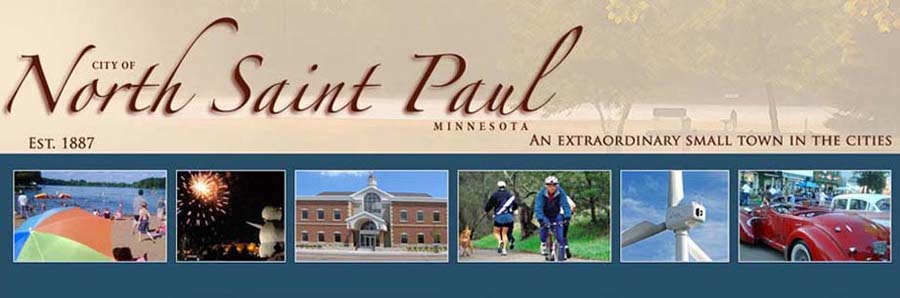 CITY OF
North Saint Paul
MINNESOTA
EST. 1887
AN EXTRAORDINARY SMALL TOWN IN THE CITIES